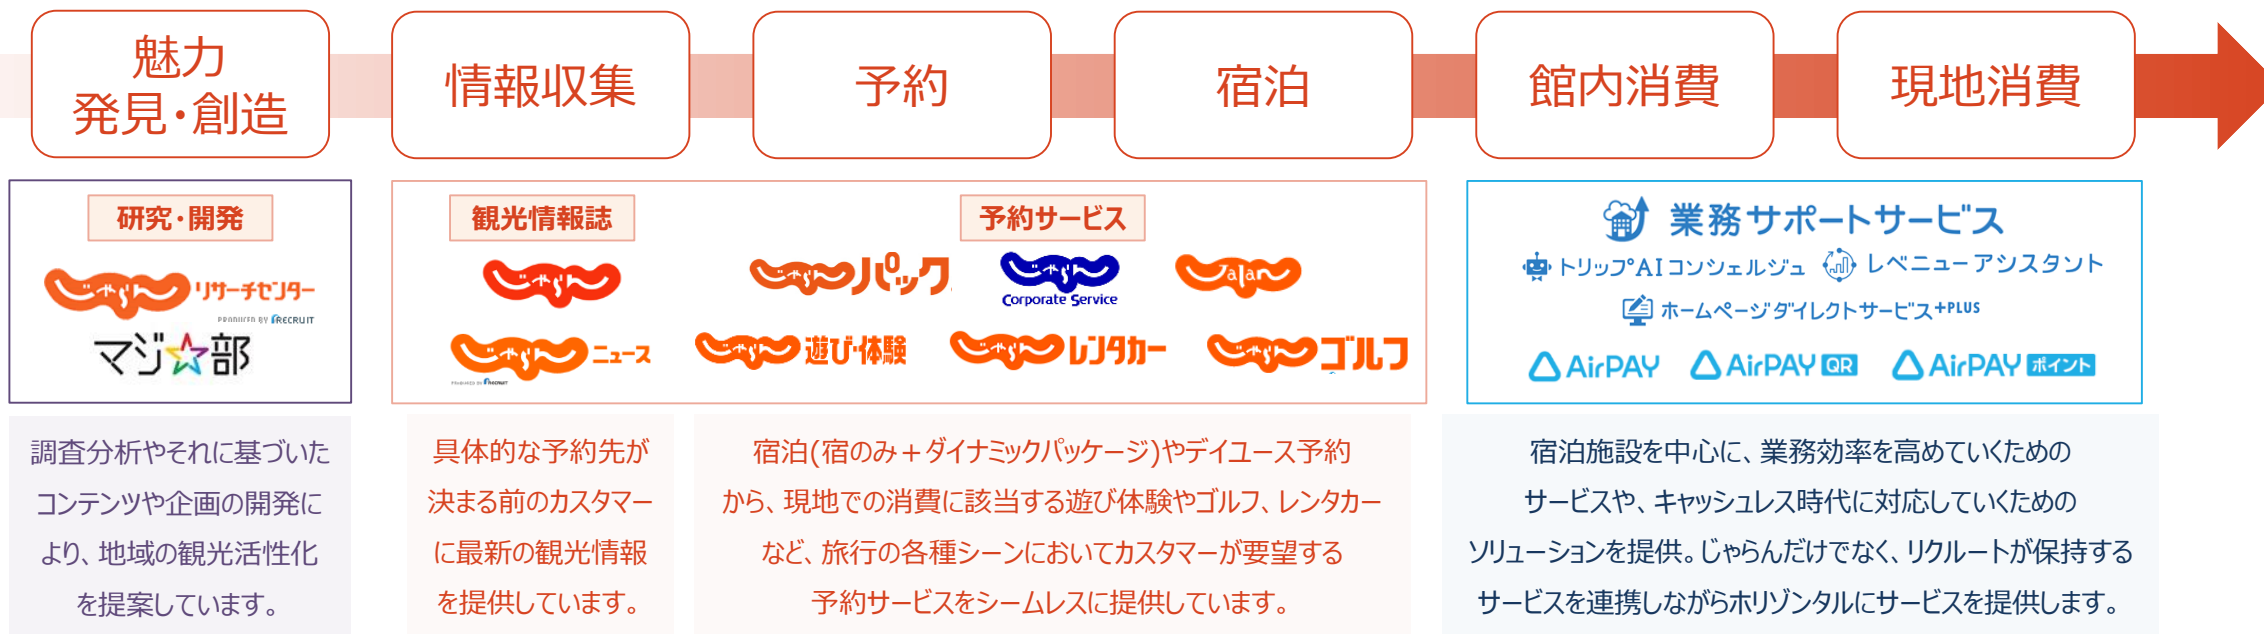 魅力
発見・創造
情報収集
予約
宿泊
館内消費
現地消費
研究・開発
じゃらん リサーチセンター
PRODUCED BY RECRUIT
マジ☆部
観光情報誌
じゃらん
じゃらん ニュース
PRODUCED BY RECRUIT
予約サービス
じゃらん パック
じゃらん
Corporate Service
Jalan
じゃらん 遊び・体験
じゃらん レンタカー
じゃらん ゴルフ
業務サポートサービス
トリップAIコンシェルジュ
レベニューアシスタント
ホームページダイレクトサービス+PLUS
AirPAY
AirPAY QR
AirPAY ポイント
調査分析やそれに基づいた
コンテンツや企画の開発に
より、地域の観光活性化
を提案しています。
具体的な予約先が
決まる前のカスタマー
に最新の観光情報
を提供しています。
宿泊(宿のみ+ダイナミックパッケージ)やデイユース予約
から、現地での消費に該当する遊び体験やゴルフ、レンタカー
など、旅行の各種シーンにおいてカスタマーが要望する
予約サービスをシームレスに提供しています。
宿泊施設を中心に、業務効率を高めていくための
サービスや、キャッシュレス時代に対応していくための
ソリューションを提供。じゃらんだけでなく、リクルートが保持する
サービスを連携しながらホリゾンタルにサービスを提供します。